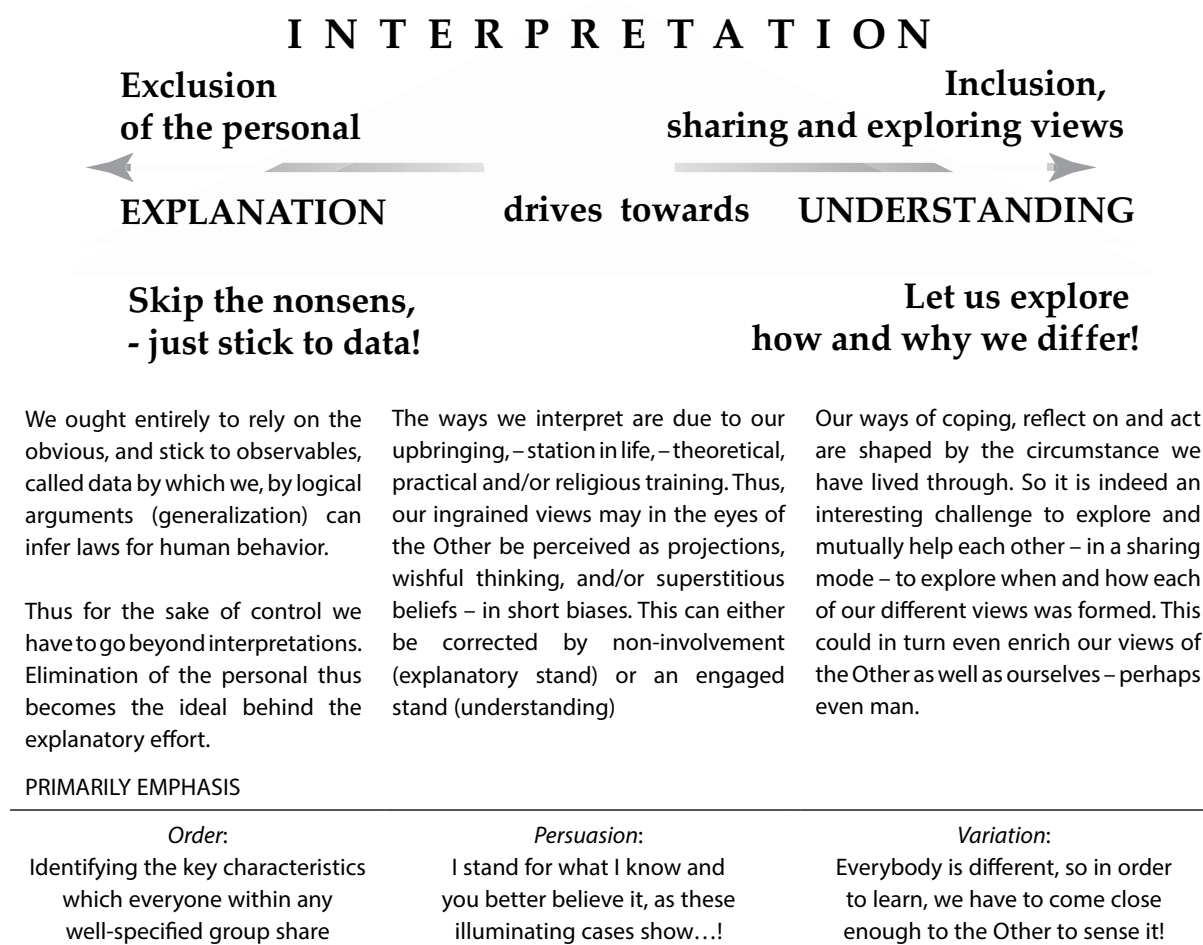 INTERPRETATION
Exclusion
of the personal
Inclusion,
sharing and exploring views
EXPLANATION drives towards UNDERSTANDING
Skip the nonsens,
- just stick to data!
Let us explore
how and why we differ!
We ought entirely to rely on the
obvious, and stick to observables,
called data by which we, by logical
arguments (generalization) can
infer laws for human behavior.
Thus for the sake of control we
have to go beyond interpretations.
Elimination of the personal thus
becomes the ideal behind the
explanatory effort.
The ways we interpret are due to our
upbringing, – station in life, – theoretical,
practical and/or religious training. Thus,
our ingrained views may in the eyes of
the Other be perceived as projections,
wishful thinking, and/or superstitious
beliefs – in short biases. This can either
be corrected by non-involvement
(explanatory stand) or an engaged
stand (understanding)
Our ways of coping, reflect on and act
are shaped by the circumstance we
have lived through. So it is indeed an
interesting challenge to explore and
mutually help each other – in a sharing
mode – to explore when and how each
of our different views was formed. This
could in turn even enrich our views of
the Other as well as ourselves – perhaps
even man.
PRIMARILY EMPHASIS
Order:
Identifying the key characteristics
which everyone within any
well-specified group share
Persuasion:
I stand for what I know and
you better believe it, as these
illuminating cases show…!
Variation:
Everybody is different, so in order
to learn, we have to come close
enough to the Other to sense it!